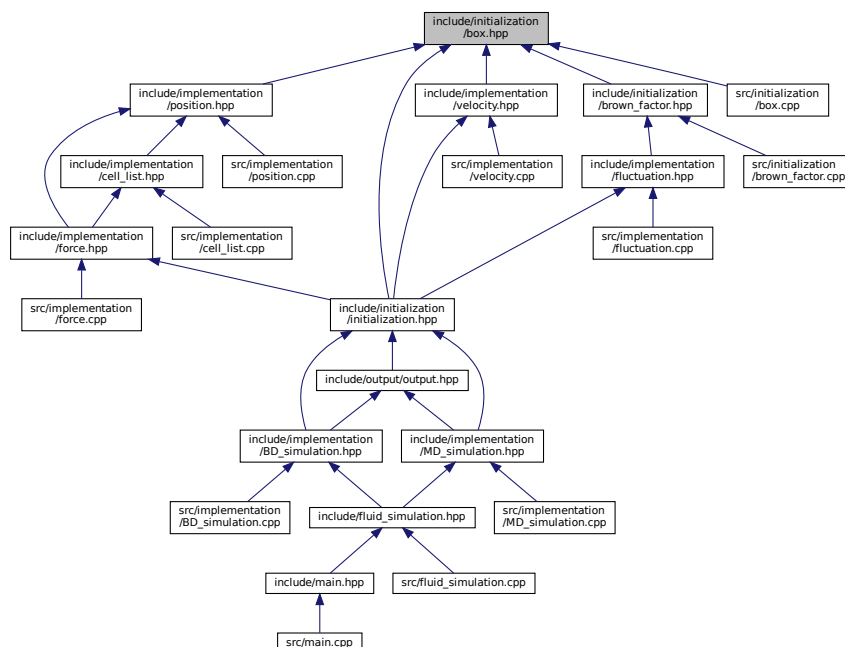 include/initialization
/box.hpp
include/implementation
/position.hpp
include/implementation
/velocity.hpp
include/initialization
/brown_factor.hpp
src/initialization
/box.cpp
include/implementation
/cell_list.hpp
src/implementation
/position.cpp
src/implementation
/velocity.cpp
include/implementation
/fluctuation.hpp
src/initialization
/brown_factor.cpp
include/implementation
/force.hpp
src/implementation
/cell_list.cpp
src/implementation
/fluctuation.cpp
src/implementation
/force.cpp
include/initialization
/initialization.hpp
include/output/output.hpp
include/implementation
/BD_simulation.hpp
include/implementation
/MD_simulation.hpp
src/implementation
/BD_simulation.cpp
include/fluid_simulation.hpp
src/implementation
/MD_simulation.cpp
include/main.hpp
src/fluid_simulation.cpp
src/main.cpp